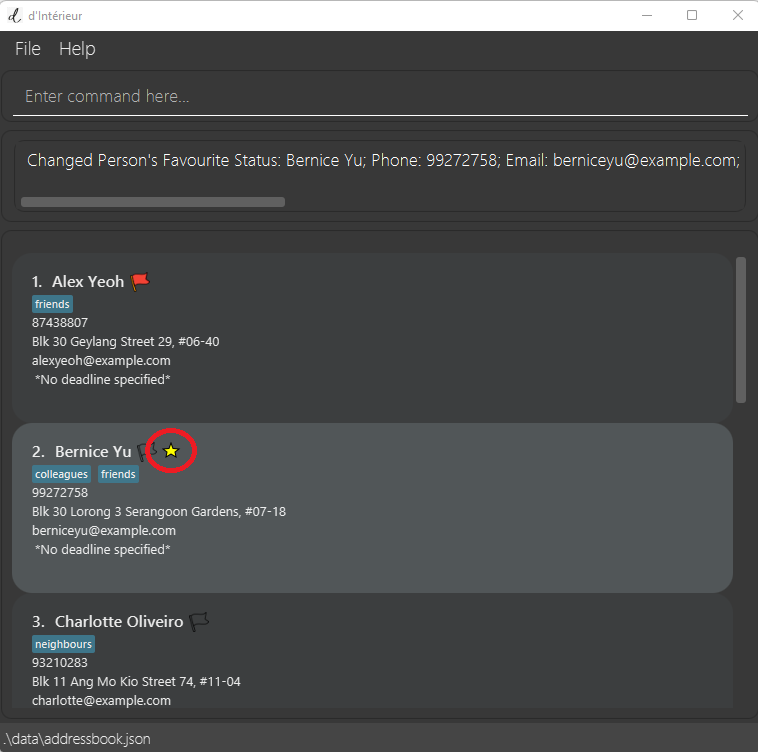 d'Intérieur
File Help
Enter command here...
Changed Person's Favourite Status: Bernice Yu; Phone: 99272758; Email: berniceyu@example.com;
1. Alex Yeoh
friends
87438807
Blk 30 Geylang Street 29, #06-40
alexyeoh@example.com
*No deadline specified*
2. Bernice Yu
colleagues friends
99272758
Blk 30 Lorong 3 Serangoon Gardens, #07-18
berniceyu@example.com
*No deadline specified*
3. Charlotte Oliveiro
neighbours
93210283
Blk 11 Ang Mo Kio Street 74, #11-04
charlotte@example.com
.\data\addressbook.json